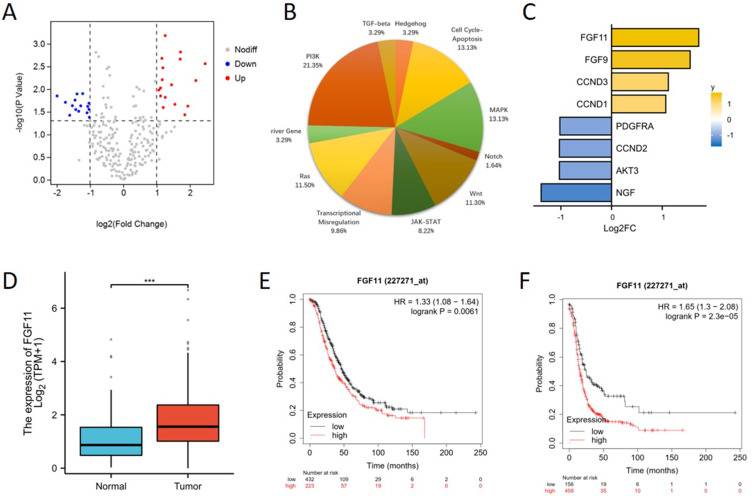 A
Nodiff
Down
Up
-log10(P Value)
3.0
2.5
2.0
1.5
1.0
0.5
0.0
-2
-1
0
1
2
log2(Fold Change)
B
TGF-beta
3.29%
Hedgehog
3.29%
Cell Cycle-
Apoptosis
13.13%
PI3K
21.35%
MAPK
13.13%
river Gene
3.29%
Notch
1.64%
Ras
11.50%
Wnt
11.30%
Transcriptional
Misregulation
9.86%
JAK-STAT
8.22%
C
FGF11
FGF9
CCND3
CCND1
PDGFRA
CCND2
AKT3
NGF
y
1
0
-1
-1
0
1
Log2FC
D
The expression of FGF11
Log2 (TPM+1)
***
6
4
2
0
Normal
Tumor
E
FGF11 (227271_at)
HR = 1.33 (1.08 − 1.64)
logrank P = 0.0061
Probability
1.0
0.8
0.6
0.4
0.2
0.0
Expression
low
high
0
50
100
150
200
250
Time (months)
Number at risk
low 432 109 29 6 2 0
high 223 57 19 2 0 0
F
FGF11 (227271_at)
HR = 1.65 (1.3 − 2.08)
logrank P = 2.3e−05
Probability
1.0
0.8
0.6
0.4
0.2
0.0
Expression
low
high
0
50
100
150
200
250
Time (months)
Number at risk
low 156 19 6 1 1 0
35 10 1 0 0